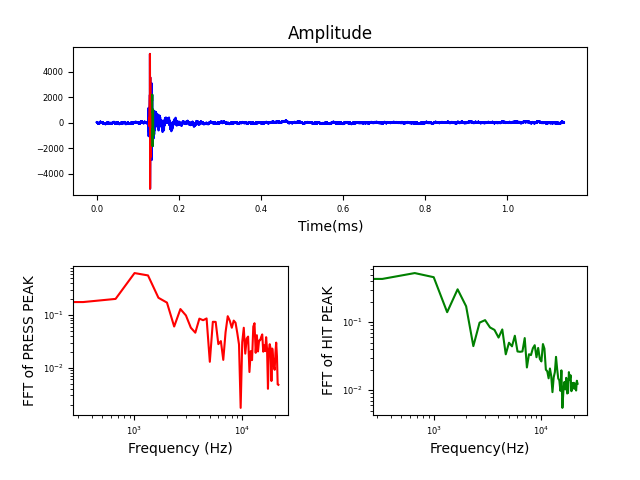 Amplitude
4000
2000
0
−2000
−4000
0.0 0.2 0.4 0.6 0.8 1.0
Time(ms)
FFT of PRESS PEAK
10⁻¹
10⁻²
10³ 10⁴
Frequency (Hz)
FFT of HIT PEAK
10⁻¹
10⁻²
10³ 10⁴
Frequency(Hz)